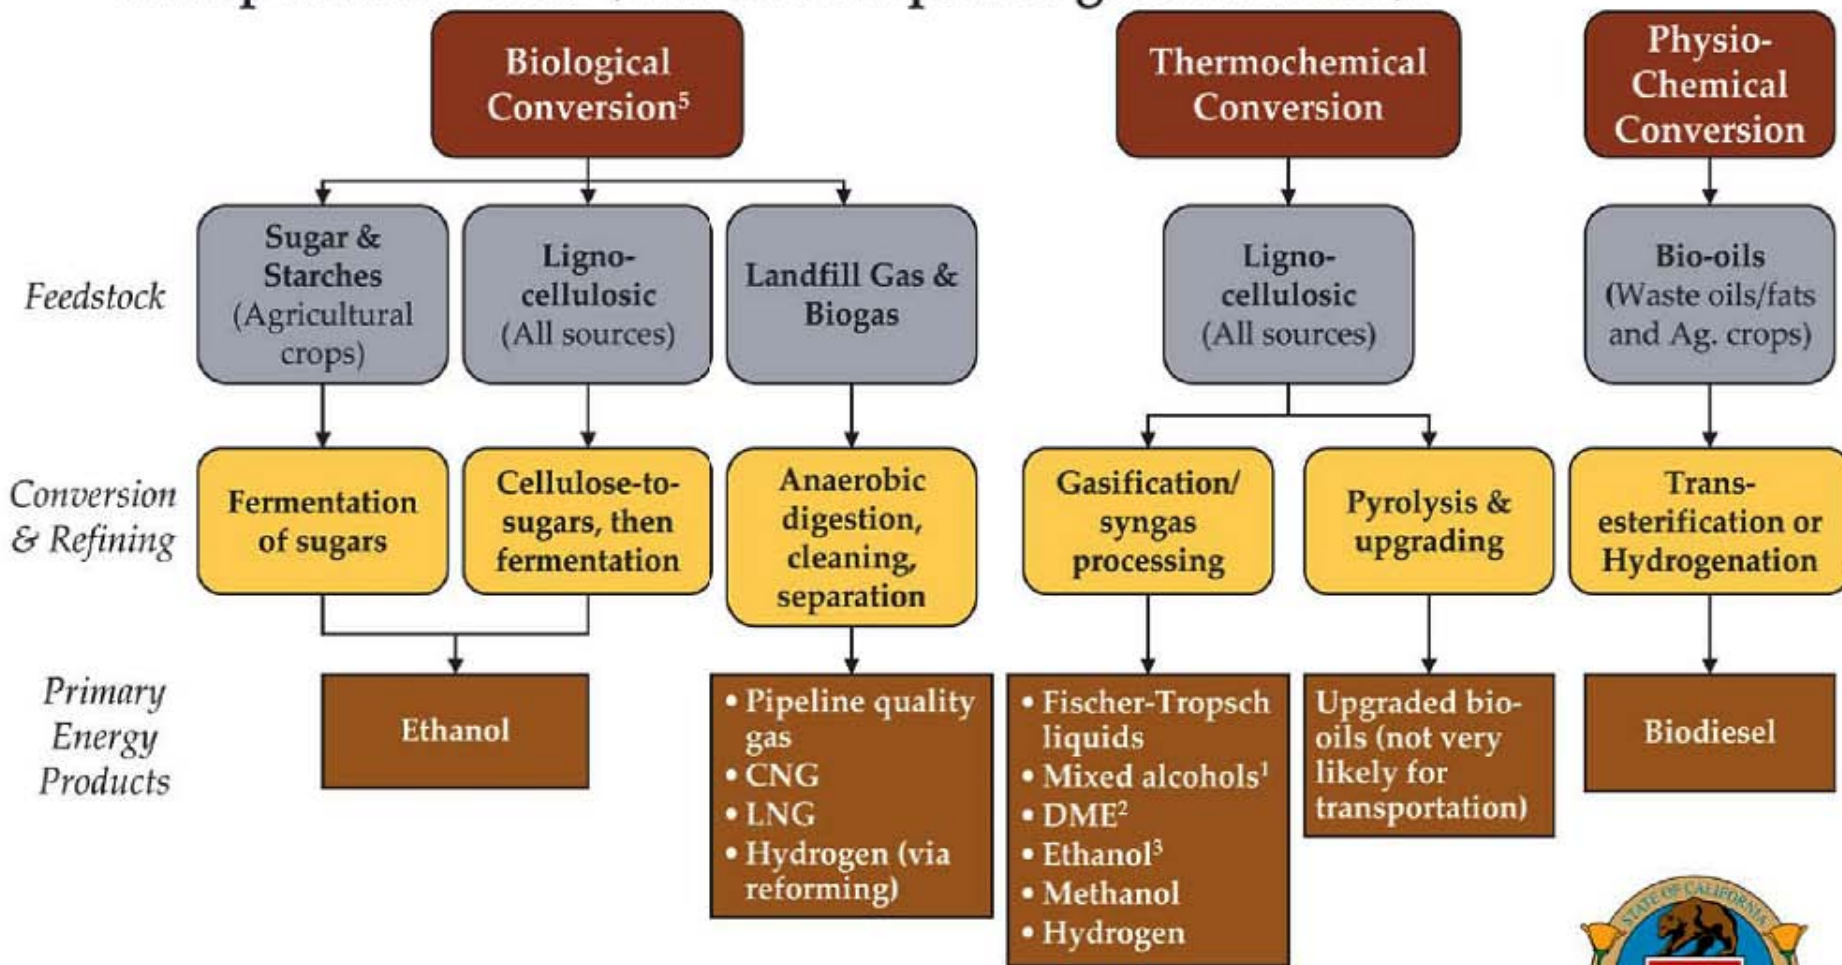 Biological
Conversion⁵
Thermochemical
Conversion
Physio-
Chemical
Conversion
Feedstock
Sugar &
Starches
(Agricultural
crops)
Ligno-
cellulosic
(All sources)
Landfill Gas &
Biogas
Ligno-
cellulosic
(All sources)
Bio-oils
(Waste oils/fats
and Ag. crops)
Conversion
& Refining
Fermentation
of sugars
Cellulose-to-
sugars, then
fermentation
Anaerobic
digestion,
cleaning,
separation
Gasification/
syngas
processing
Pyrolysis &
upgrading
Trans-
esterification or
Hydrogenation
Primary
Energy
Products
Ethanol
• Pipeline quality
gas
• CNG
• LNG
• Hydrogen (via
reforming)
• Fischer-Tropsch
liquids
• Mixed alcohols¹
• DME²
• Ethanol³
• Methanol
• Hydrogen
Upgraded bio-
oils (not very
likely for
transportation)
Biodiesel
STATE OF CALIFORNIA